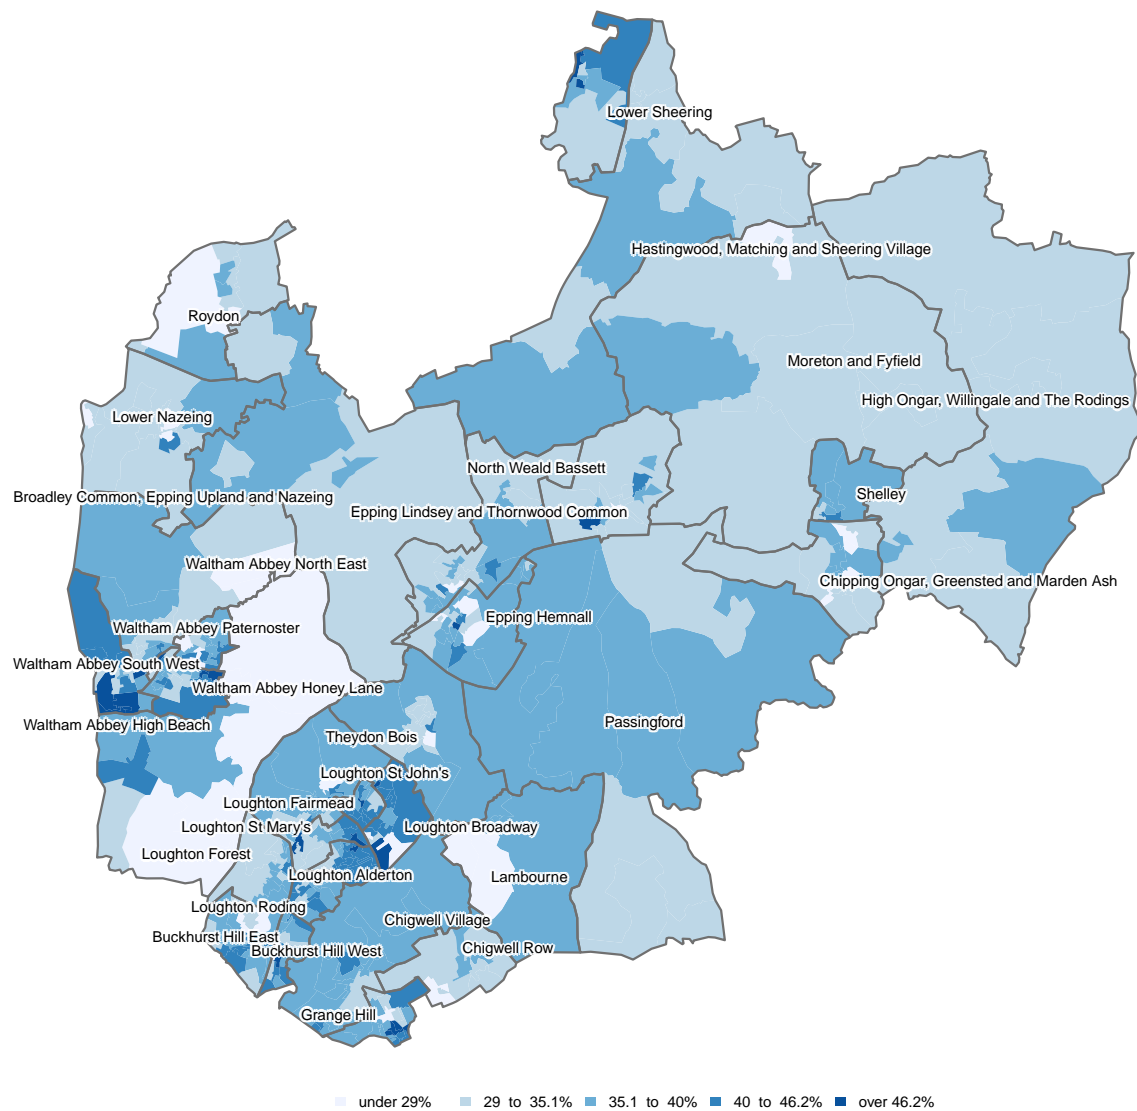 Lower Sheering
Hastingwood, Matching and Sheering Village
Roydon
Moreton and Fyfield
High Ongar, Willingale and The Rodings
Lower Nazeing
North Weald Bassett
Broadley Common, Epping Upland and Nazeing
Shelley
Epping Lindsey and Thornwood Common
Waltham Abbey North East
Chipping Ongar, Greensted and Marden Ash
Epping Hemnall
Waltham Abbey Paternoster
Waltham Abbey South West
Waltham Abbey Honey Lane
Waltham Abbey High Beach
Passingford
Theydon Bois
Loughton St John's
Loughton Fairmead
Loughton St Mary's
Loughton Broadway
Loughton Forest
Loughton Alderton
Lambourne
Loughton Roding
Chigwell Village
Buckhurst Hill East
Buckhurst Hill West
Chigwell Row
Grange Hill
under 29% 29 to 35.1% 35.1 to 40% 40 to 46.2% over 46.2%